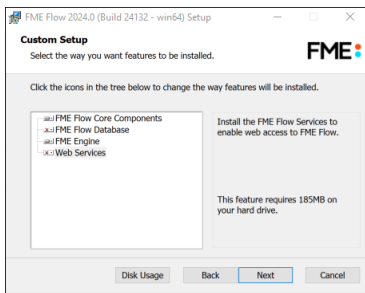 FME Flow 2024.0 (Build 24132 - win64) Setup
Custom Setup
Select the way you want features to be installed.
FME
Click the icons in the tree below to change the way features will be installed.
FME Flow Core Components
FME Flow Database
FME Engine
Web Services
Install the FME Flow Services to
enable web access to FME Flow.
This feature requires 185MB on
your hard drive.
Disk Usage
Back
Next
Cancel